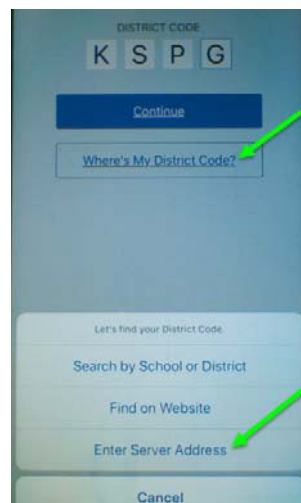 DISTRICT CODE
K S P G
Continue
Where's My District Code?
Let's find your District Code.
Search by School or District
Find on Website
Enter Server Address
Cancel